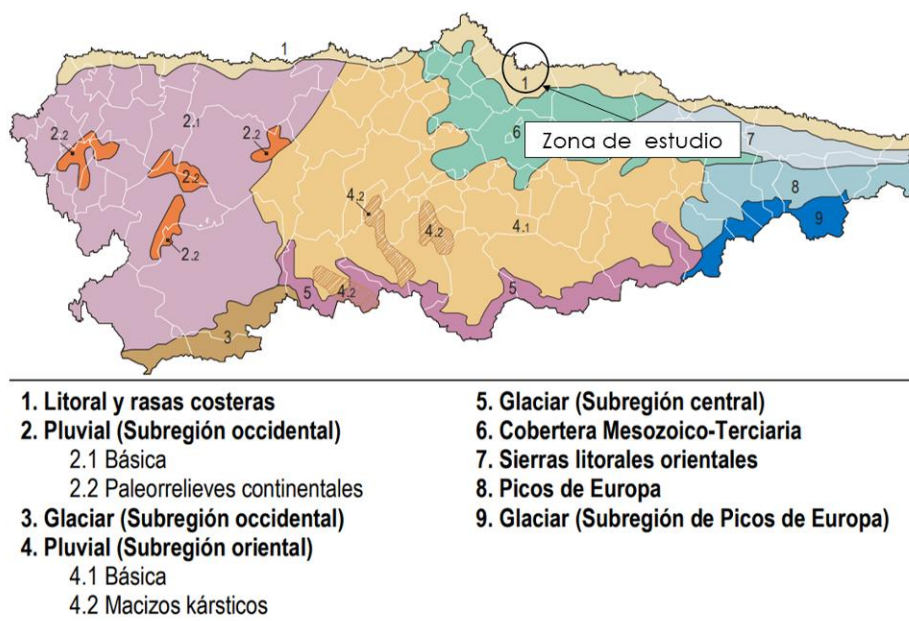 1
1
2.2
2.1
2.2
6
Zona de estudio
7
2.2
4.2
8
4.2
4.1
9
2.2
5
4.2
5
3
1. Litoral y rasas costeras
2. Pluvial (Subregión occidental)
2.1 Básica
2.2 Paleorrelieves continentales
3. Glaciar (Subregión occidental)
4. Pluvial (Subregión oriental)
4.1 Básica
4.2 Macizos kársticos
5. Glaciar (Subregión central)
6. Cobertera Mesozoico-Terciaria
7. Sierras litorales orientales
8. Picos de Europa
9. Glaciar (Subregión de Picos de Europa)